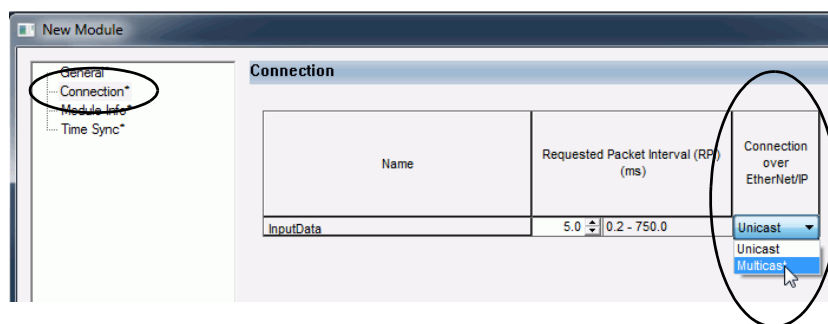 New Module
General
Connection*
Module Info*
Time Sync*
Connection
Name
Requested Packet Interval (RPI)
(ms)
Connection
over
EtherNet/IP
InputData
5.0
0.2 - 750.0
Unicast
Unicast
Multicast